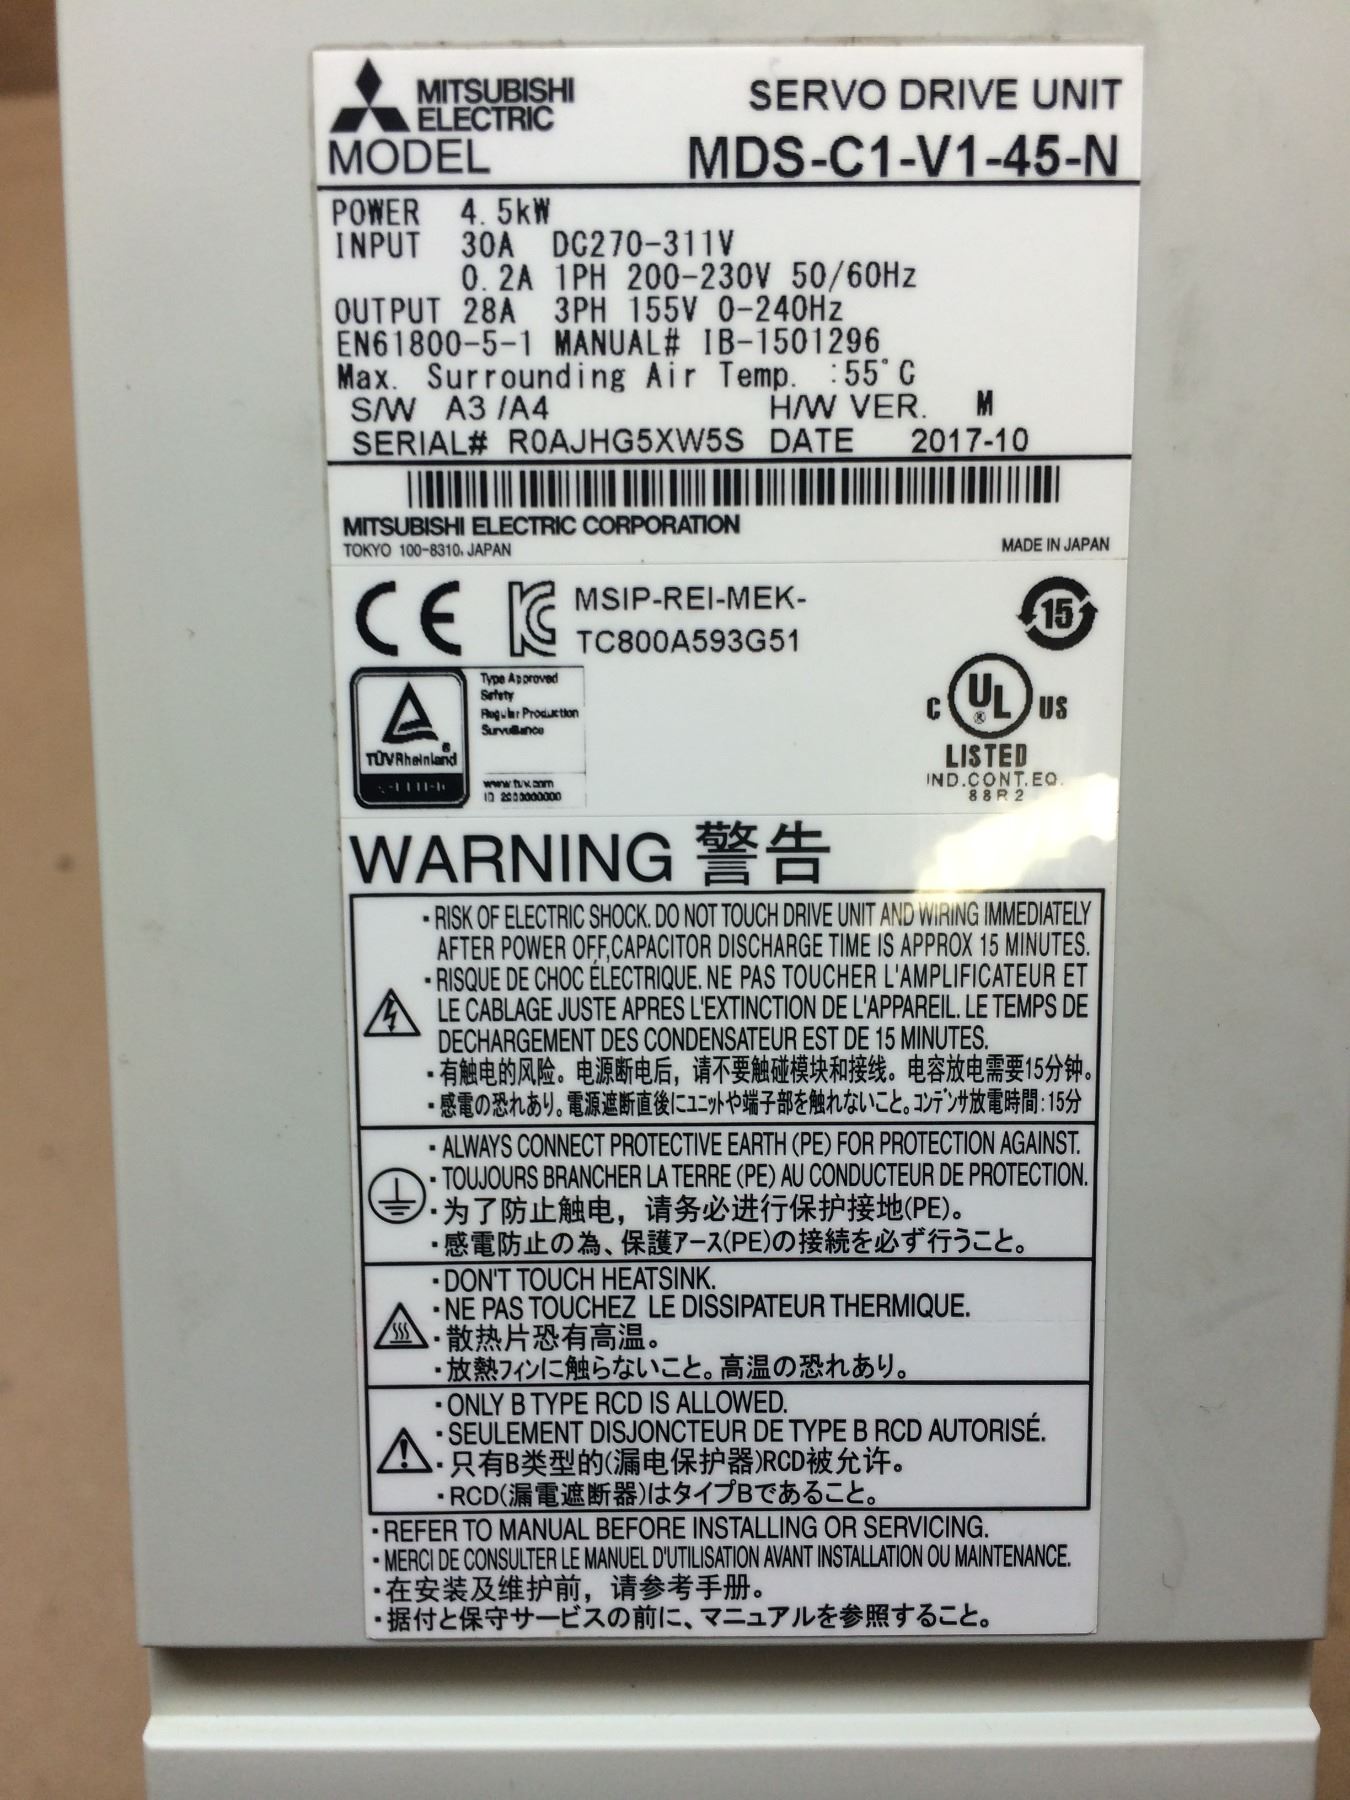 MITSUBISHI
ELECTRIC
SERVO DRIVE UNIT
MODEL MDS-C1-V1-45-N
POWER 4.5kW
INPUT 30A DC270-311V
0.2A 1PH 200-230V 50/60Hz
OUTPUT 28A 3PH 155V 0-240Hz
EN61800-5-1 MANUAL# IB-1501296
Max. Surrounding Air Temp. :55°C
S/W A3/A4 H/W VER. M
SERIAL# R0AJHG5XW5S DATE 2017-10
MITSUBISHI ELECTRIC CORPORATION
TOKYO 100-8310, JAPAN MADE IN JAPAN
CE KC MSIP-REI-MEK-
TC800A593G51
15
Type Approved
Safety
Regular Production
Surveillance
TÜVRheinland ®
www.tuv.com
C UL ® US
LISTED
IND.CONT.EQ.
88R2
WARNING 警告
・RISK OF ELECTRIC SHOCK. DO NOT TOUCH DRIVE UNIT AND WIRING IMMEDIATELY
AFTER POWER OFF,CAPACITOR DISCHARGE TIME IS APPROX 15 MINUTES.
・RISQUE DE CHOC ÉLECTRIQUE. NE PAS TOUCHER L'AMPLIFICATEUR ET
LE CABLAGE JUSTE APRES L'EXTINCTION DE L'APPAREIL. LE TEMPS DE
DECHARGEMENT DES CONDENSATEUR EST DE 15 MINUTES.
・有触电的风险。电源断电后，请不要触碰模块和接线。电容放电需要15分钟。
・感電の恐れあり。電源遮断直後にユニットや端子部を触れないこと。コンデンサ放電時間:15分
・ALWAYS CONNECT PROTECTIVE EARTH (PE) FOR PROTECTION AGAINST.
・TOUJOURS BRANCHER LA TERRE (PE) AU CONDUCTEUR DE PROTECTION.
・为了防止触电，请务必进行保护接地(PE)。
・感電防止の為、保護アース(PE)の接続を必ず行うこと。
・DON'T TOUCH HEATSINK.
・NE PAS TOUCHEZ LE DISSIPATEUR THERMIQUE.
・散热片恐有高温。
・放熱フィンに触らないこと。高温の恐れあり。
・ONLY B TYPE RCD IS ALLOWED.
・SEULEMENT DISJONCTEUR DE TYPE B RCD AUTORISÉ.
・只有B类型的(漏电保护器)RCD被允许。
・RCD(漏電遮断器)はタイプBであること。
・REFER TO MANUAL BEFORE INSTALLING OR SERVICING.
・MERCI DE CONSULTER LE MANUEL D'UTILISATION AVANT INSTALLATION OU MAINTENANCE.
・在安装及维护前，请参考手册。
・据付と保守サービスの前に、マニュアルを参照すること。